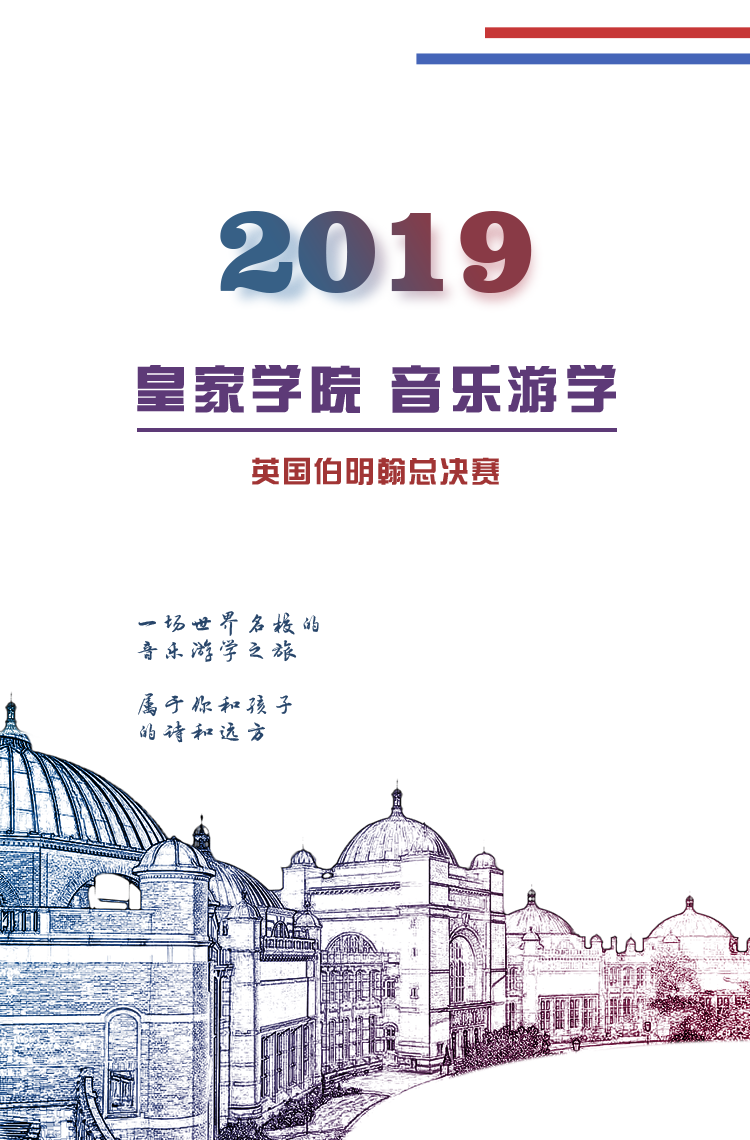 2019
皇家学院 音乐游学
英国伯明翰总决赛
一场世界名校的
音乐游学之旅
属于你和孩子
的诗和远方